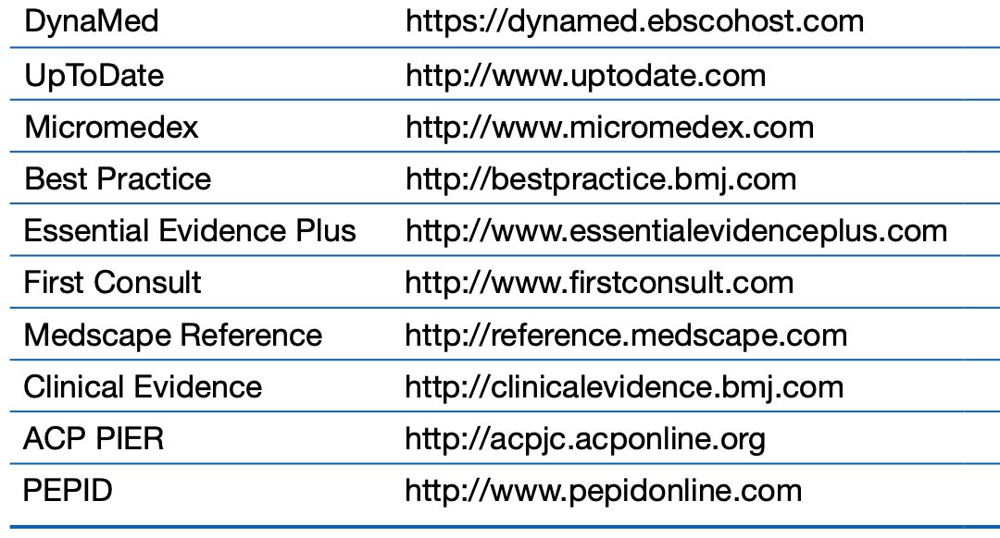 DynaMed https://dynamed.ebscohost.com
UpToDate http://www.uptodate.com
Micromedex http://www.micromedex.com
Best Practice http://bestpractice.bmj.com
Essential Evidence Plus http://www.essentialevidenceplus.com
First Consult http://www.firstconsult.com
Medscape Reference http://reference.medscape.com
Clinical Evidence http://clinicalevidence.bmj.com
ACP PIER http://acpjc.acponline.org
PEPID http://www.pepidonline.com